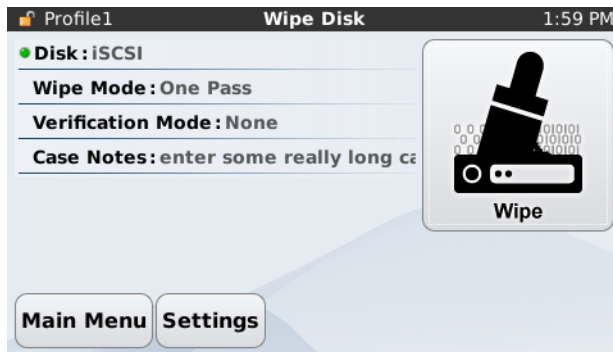 Profile1 Wipe Disk 1:59 PM
Disk : iSCSI
Wipe Mode : One Pass
Verification Mode : None
Case Notes : enter some really long ca
Wipe
Main Menu Settings